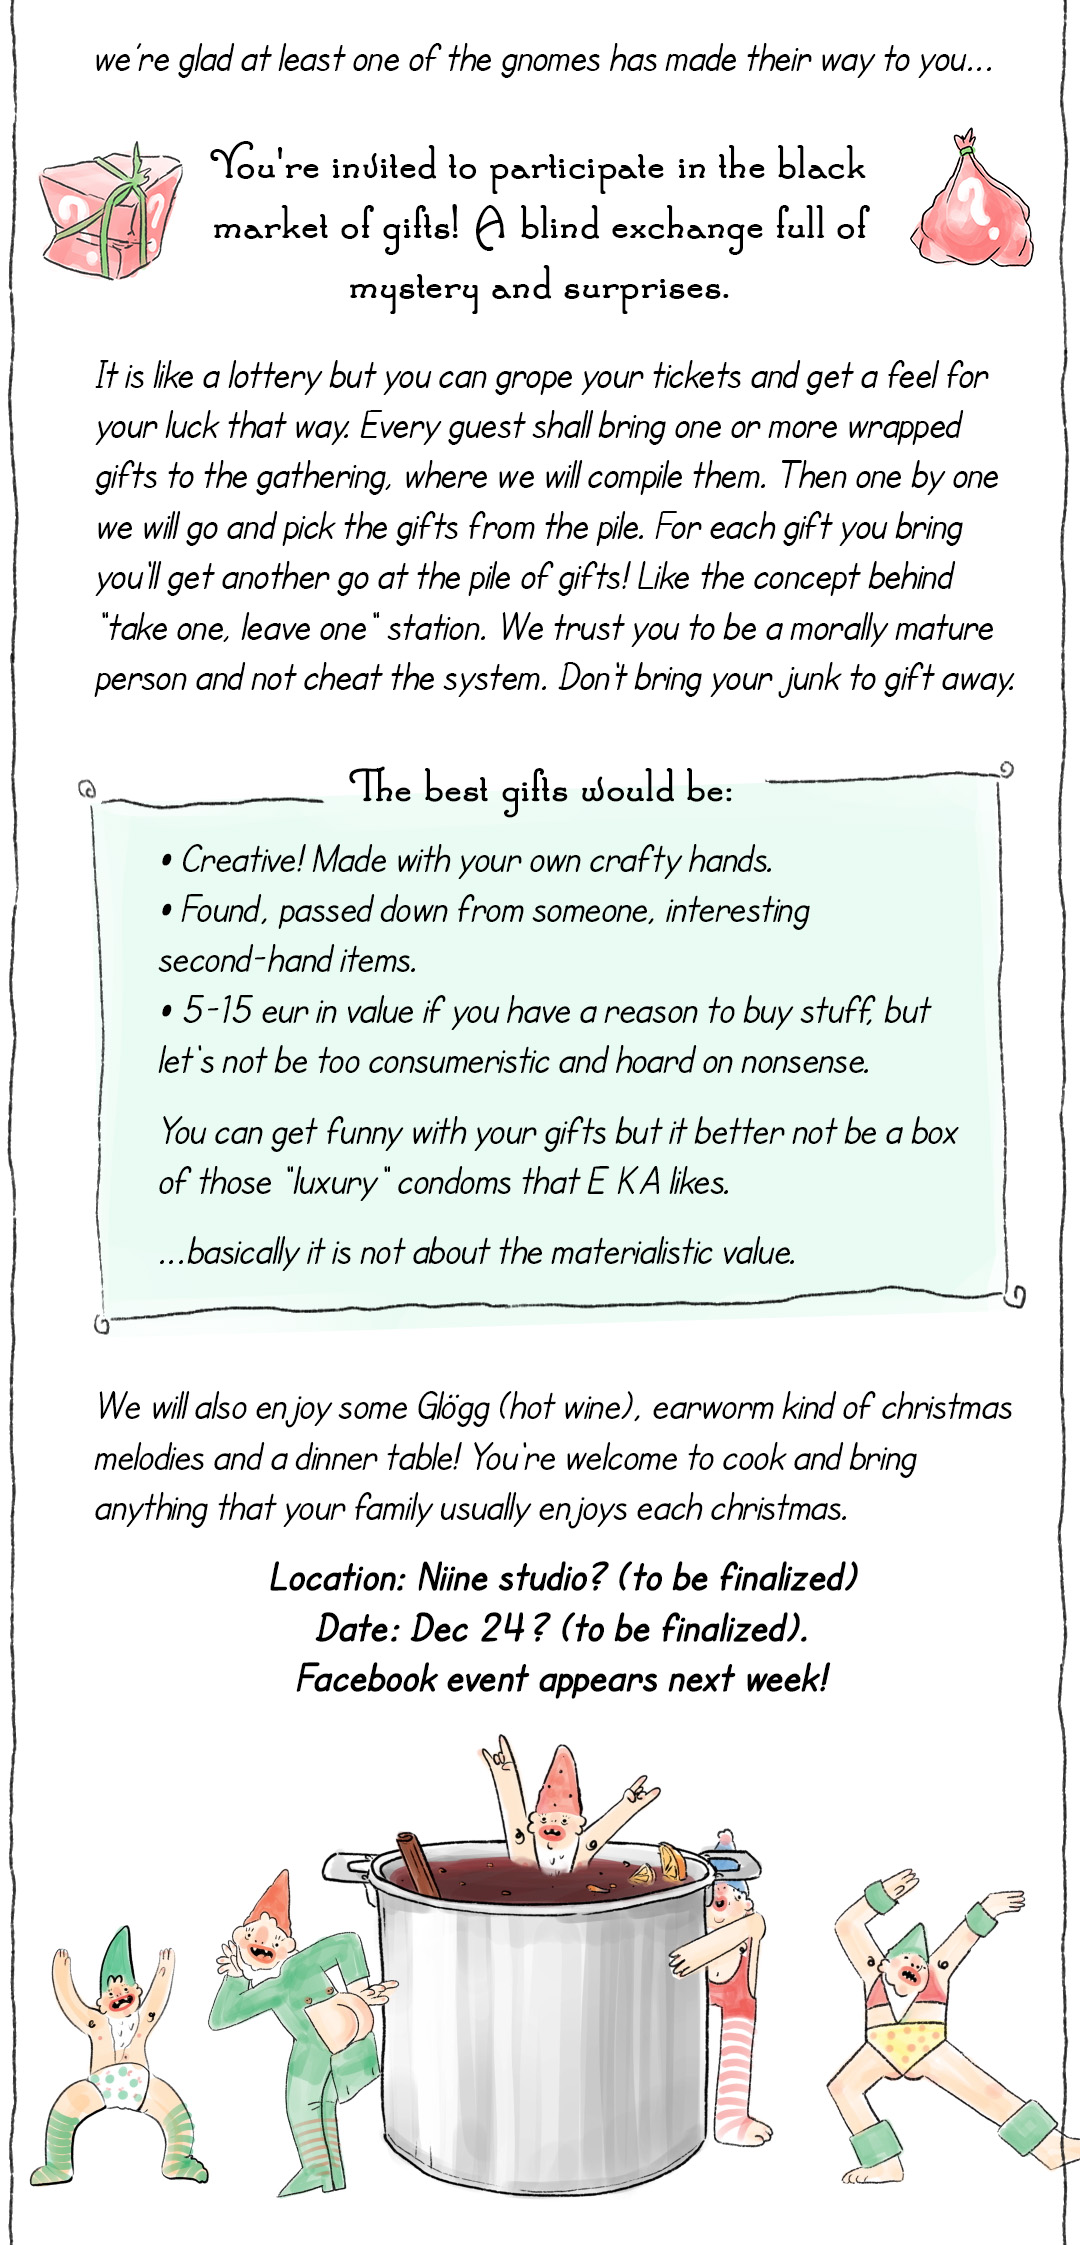 we're glad at least one of the gnomes has made their way to you...
You're invited to participate in the black
market of gifts! A blind exchange full of
mystery and surprises.
? ?
?
It is like a lottery but you can grope your tickets and get a feel for
your luck that way. Every guest shall bring one or more wrapped
gifts to the gathering, where we will compile them. Then one by one
we will go and pick the gifts from the pile. For each gift you bring
you'll get another go at the pile of gifts! Like the concept behind
"take one, leave one" station. We trust you to be a morally mature
person and not cheat the system. Don't bring your junk to gift away.
The best gifts would be:
• Creative! Made with your own crafty hands.
• Found, passed down from someone, interesting
second-hand items.
• 5-15 eur in value if you have a reason to buy stuff, but
let's not be too consumeristic and hoard on nonsense.
You can get funny with your gifts but it better not be a box
of those "luxury" condoms that E K A likes.
...basically it is not about the materialistic value.
We will also enjoy some Glögg (hot wine), earworm kind of christmas
melodies and a dinner table! You're welcome to cook and bring
anything that your family usually enjoys each christmas.
Location: Niine studio? (to be finalized)
Date: Dec 24? (to be finalized).
Facebook event appears next week!